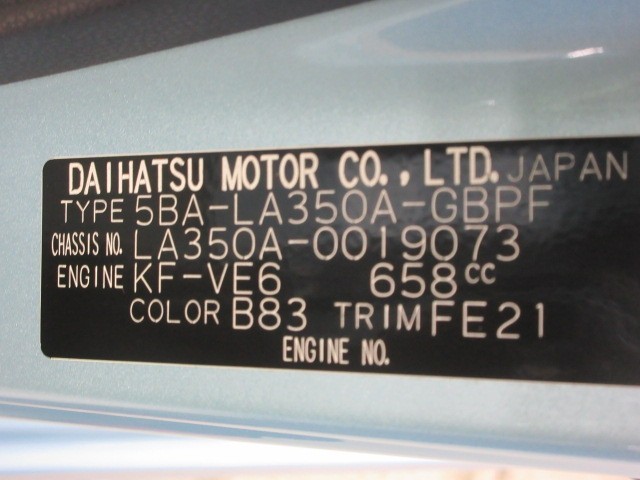 DAIHATSU MOTOR CO., LTD. JAPAN
TYPE 5BA-LA350A-GBPF
CHASSIS NO. LA350A-0019073
ENGINE KF-VE6 658cc
COLOR B83 TRIM FE21
ENGINE NO.